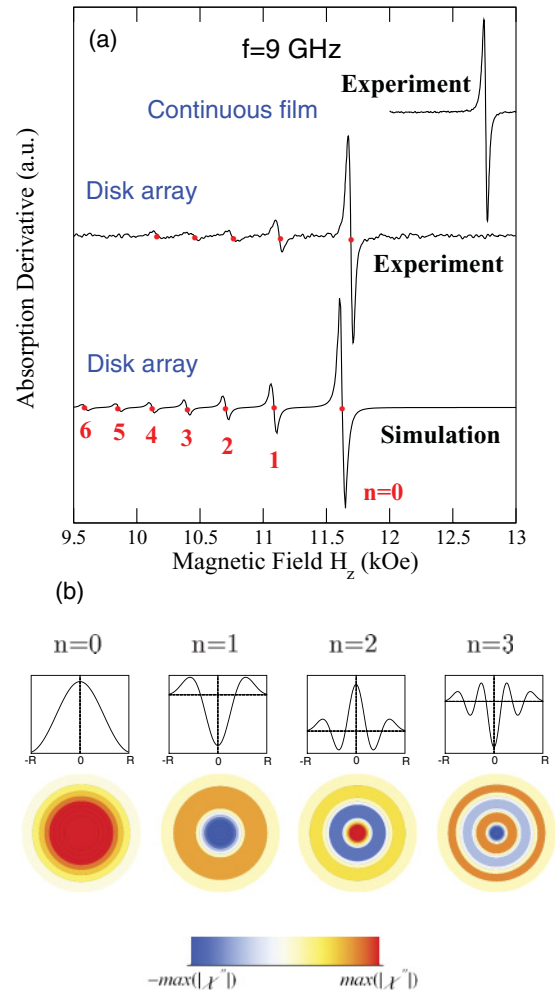 (a)
f=9 GHz
Experiment
Continuous film
Disk array
Experiment
Disk array
Simulation
6 5 4 3 2 1 n=0
Absorption Derivative (a.u.)
9.5 10 10.5 11 11.5 12 12.5 13
Magnetic Field H_z (kOe)
(b)
n=0 n=1 n=2 n=3
-R 0 R -R 0 R -R 0 R -R 0 R
−max(|χ''|) max(|χ''|)